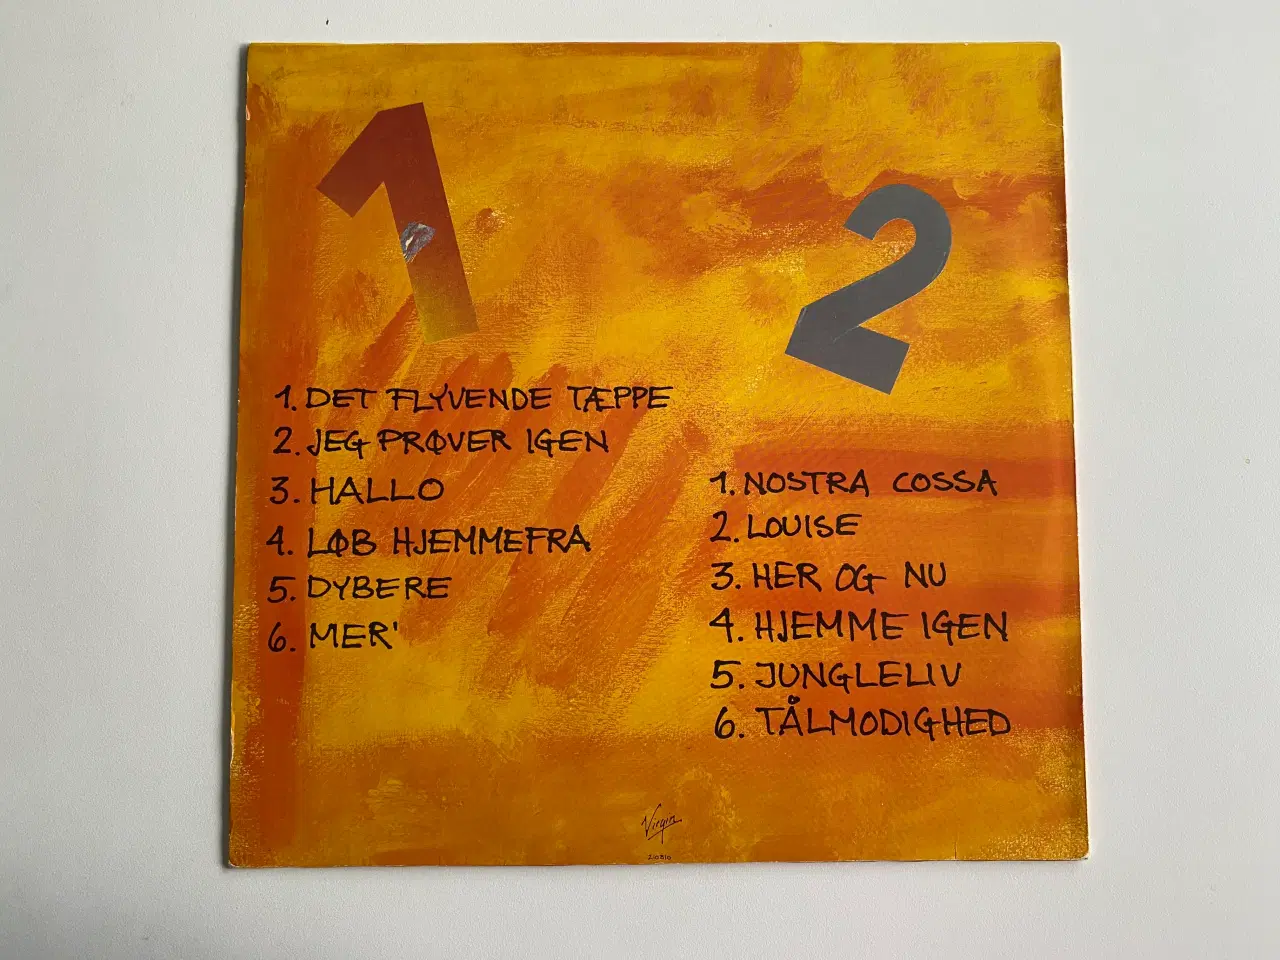 1
1. DET FLYVENDE TÆPPE
2. JEG PRØVER IGEN
3. HALLO
4. LØB HJEMMEFRA
5. DYBERE
6. MER'
2
1. NOSTRA COSSA
2. LOUISE
3. HER OG NU
4. HJEMME IGEN
5. JUNGLELIV
6. TÅLMODIGHED
Virgin
210810